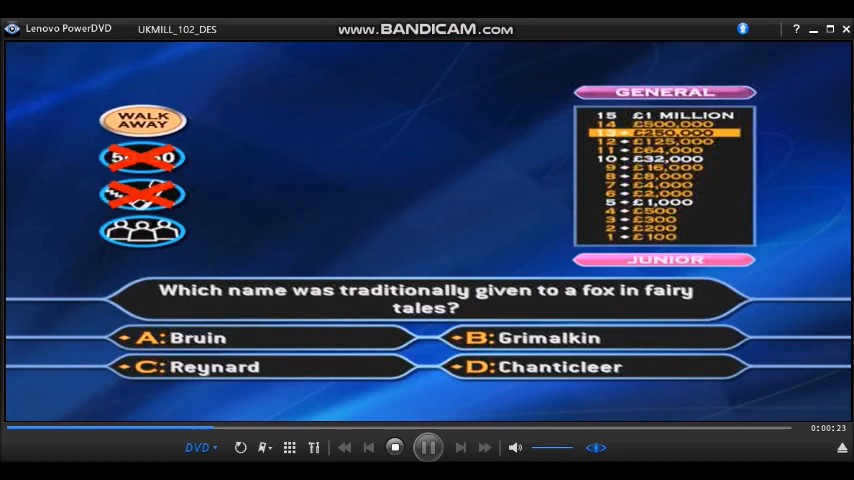 Lenovo PowerDVD
UKMILL_102_DES
www.BANDICAM.com
?
WALK
AWAY
GENERAL
15 £1 MILLION
14 £500,000
13 £250,000
12 £125,000
11 £64,000
10 £32,000
9 £16,000
8 £8,000
7 £4,000
6 £2,000
5 £1,000
4 £500
3 £300
2 £200
1 £100
JUNIOR
Which name was traditionally given to a fox in fairy
tales?
A: Bruin
B: Grimalkin
C: Reynard
D: Chanticleer
0:00:23
DVD